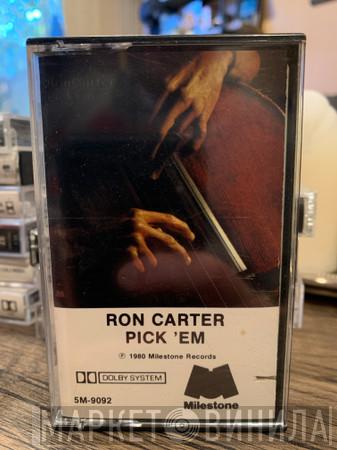 RON CARTER
PICK 'EM
℗ 1980 Milestone Records
DOLBY SYSTEM
5M-9092
Milestone
МАРКЕТ ВИНИЛА